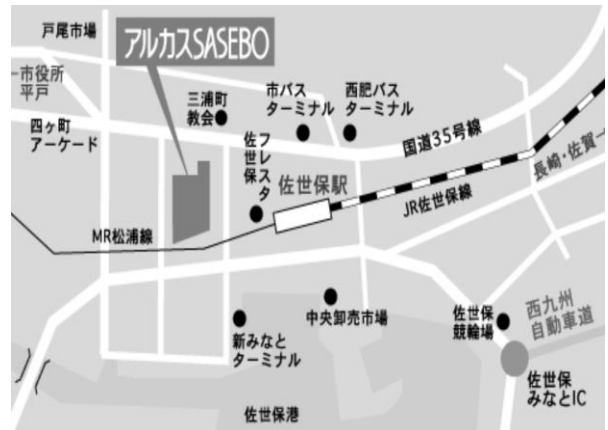 戸尾市場
アルカスSASEBO
市役所
平戸
三浦町
教会
市バス
ターミナル
西肥バス
ターミナル
四ヶ町
アーケード
国道35号線
フレスタ
佐世保
佐世保駅
長崎・佐賀
JR佐世保線
MR松浦線
中央卸売市場
新みなと
ターミナル
佐世保
競輪場
西九州
自動車道
佐世保
みなとIC
佐世保港